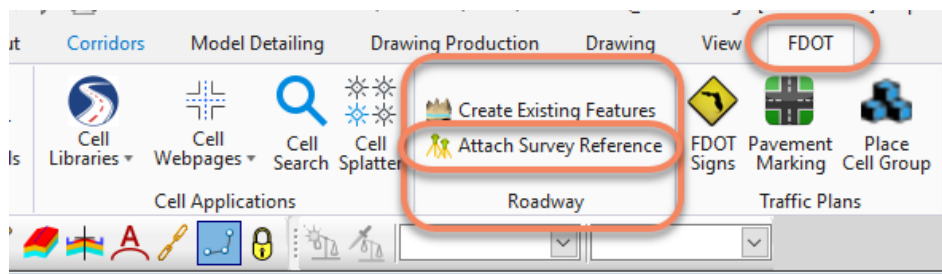 Corridors Model Detailing Drawing Production Drawing View FDOT
Create Existing Features
Attach Survey Reference
Cell Cell Cell Cell FDOT Pavement Place
Libraries Webpages Search Splatter Signs Marking Cell Group
Cell Applications Roadway Traffic Plans